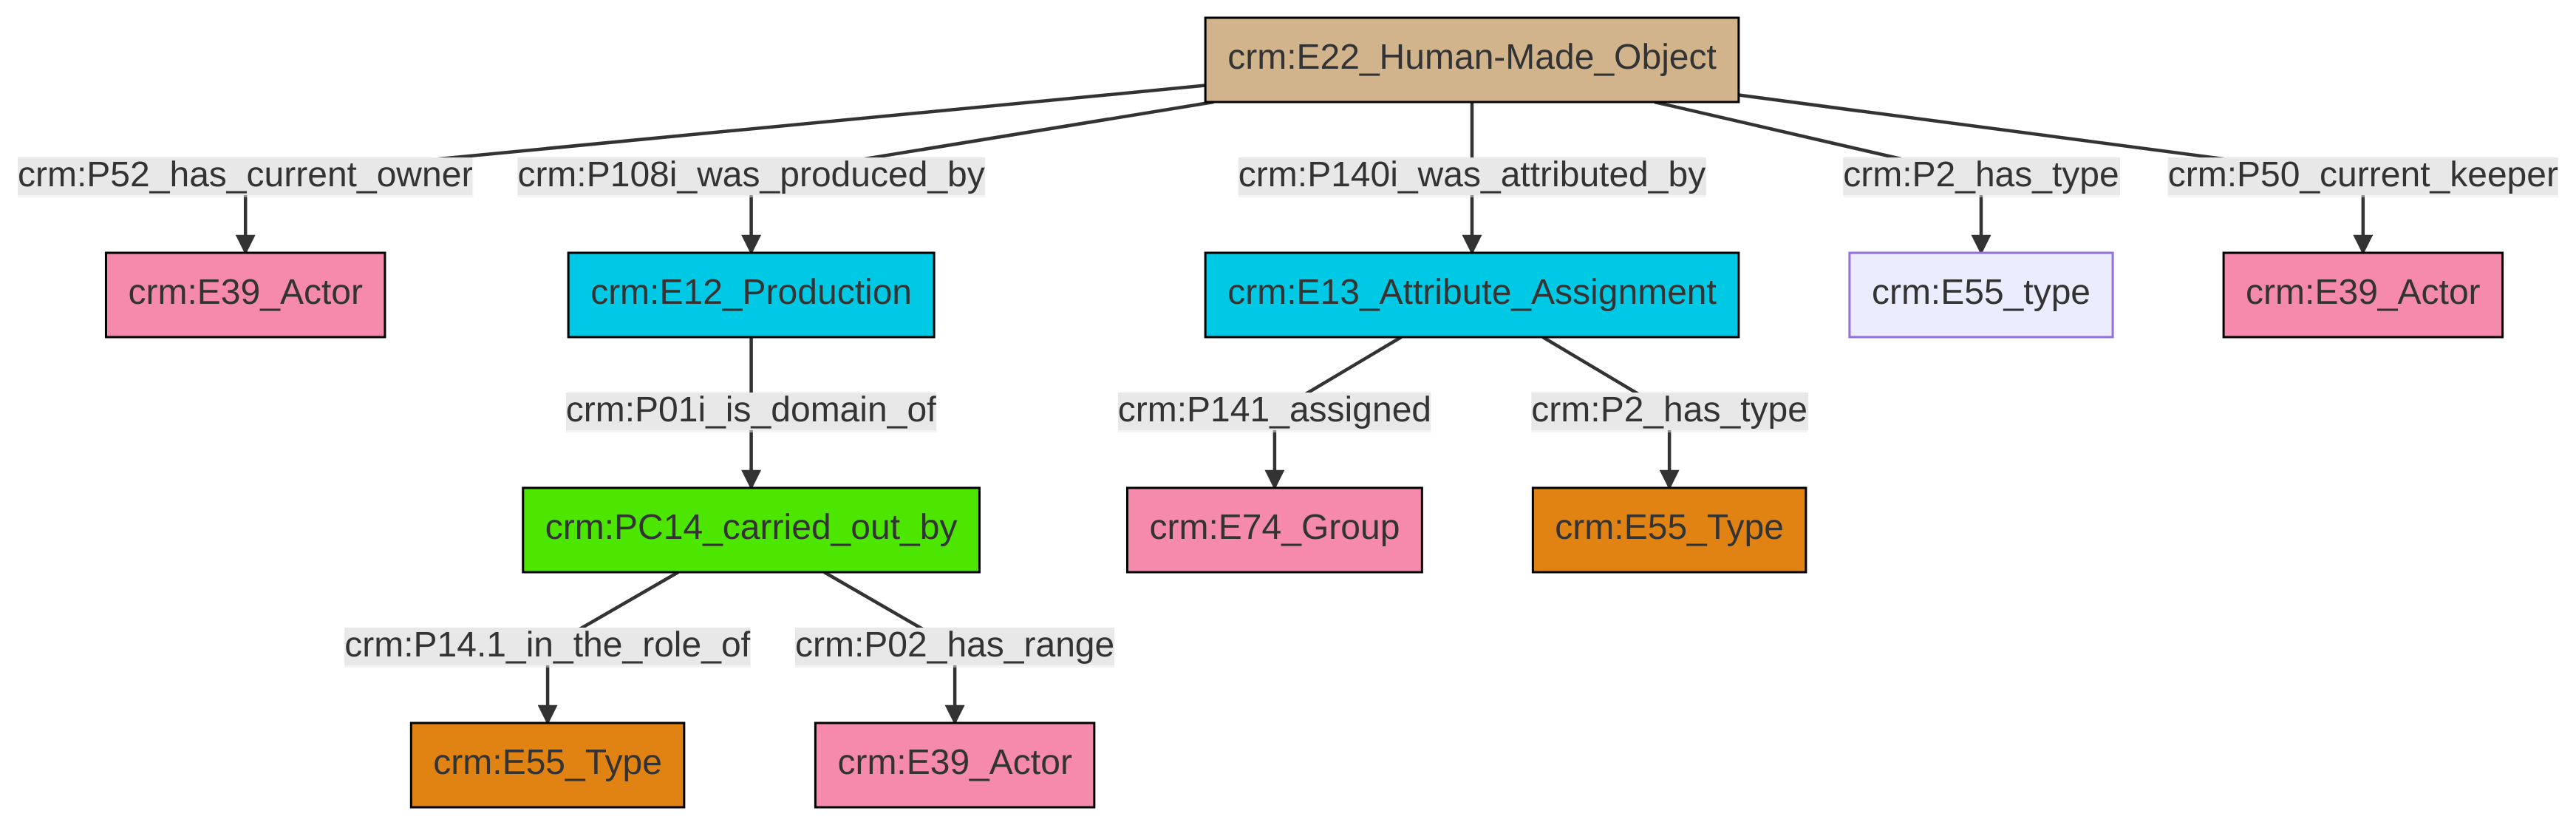 crm:E22_Human-Made_Object
crm:P52_has_current_owner
crm:P108i_was_produced_by
crm:P140i_was_attributed_by
crm:P2_has_type
crm:P50_current_keeper
crm:E39_Actor
crm:E12_Production
crm:E13_Attribute_Assignment
crm:E55_type
crm:E39_Actor
crm:P01i_is_domain_of
crm:P141_assigned
crm:P2_has_type
crm:PC14_carried_out_by
crm:E74_Group
crm:E55_Type
crm:P14.1_in_the_role_of
crm:P02_has_range
crm:E55_Type
crm:E39_Actor